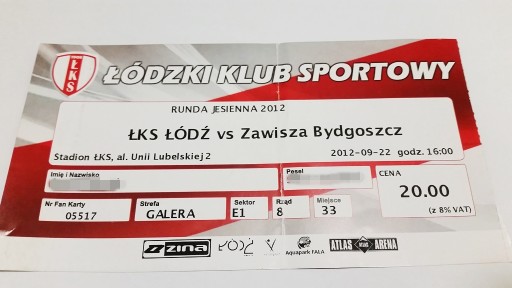 ŁKS
ŁÓDZKI KLUB SPORTOWY
RUNDA JESIENNA 2012
ŁKS ŁÓDŹ vs Zawisza Bydgoszcz
Stadion ŁKS, al. Unii Lubelskiej 2 2012-09-22 godz. 16:00
Imię i Nazwisko Pesel CENA
20.00
(z 8% VAT)
Nr Fan Karty Strefa Sektor Rząd Miejsce
05517 GALERA E1 8 33
ZINA ŁÓDŹ Aquapark FALA ATLAS ARENA